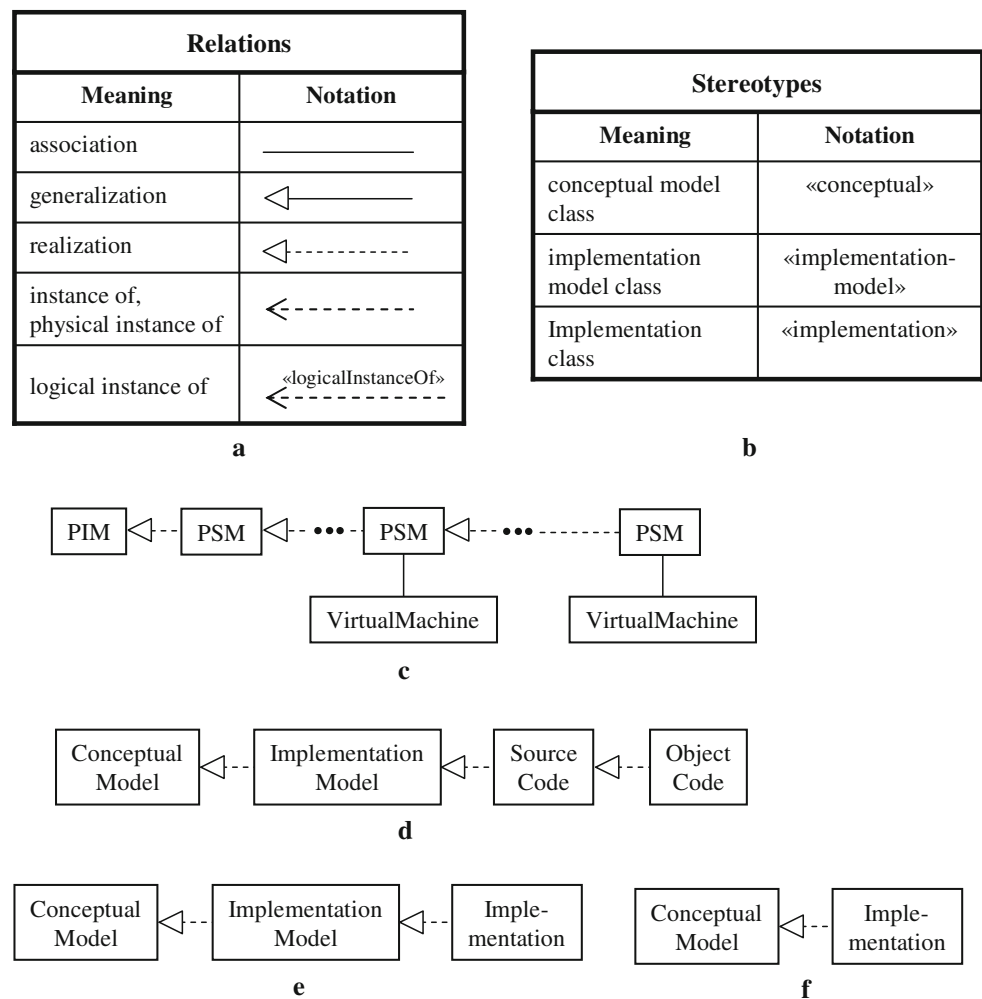 Relations
Meaning Notation
association
generalization
realization
instance of,
physical instance of
logical instance of «logicalInstanceOf»
a
Stereotypes
Meaning Notation
conceptual model «conceptual»
class
implementation «implementation-
model class model»
Implementation «implementation»
class
b
PIM PSM ••• PSM ••• PSM
VirtualMachine VirtualMachine
c
Conceptual Implementation Source Object
Model Model Code Code
d
Conceptual Implementation Imple-
Model Model mentation
e
Conceptual Imple-
Model mentation
f